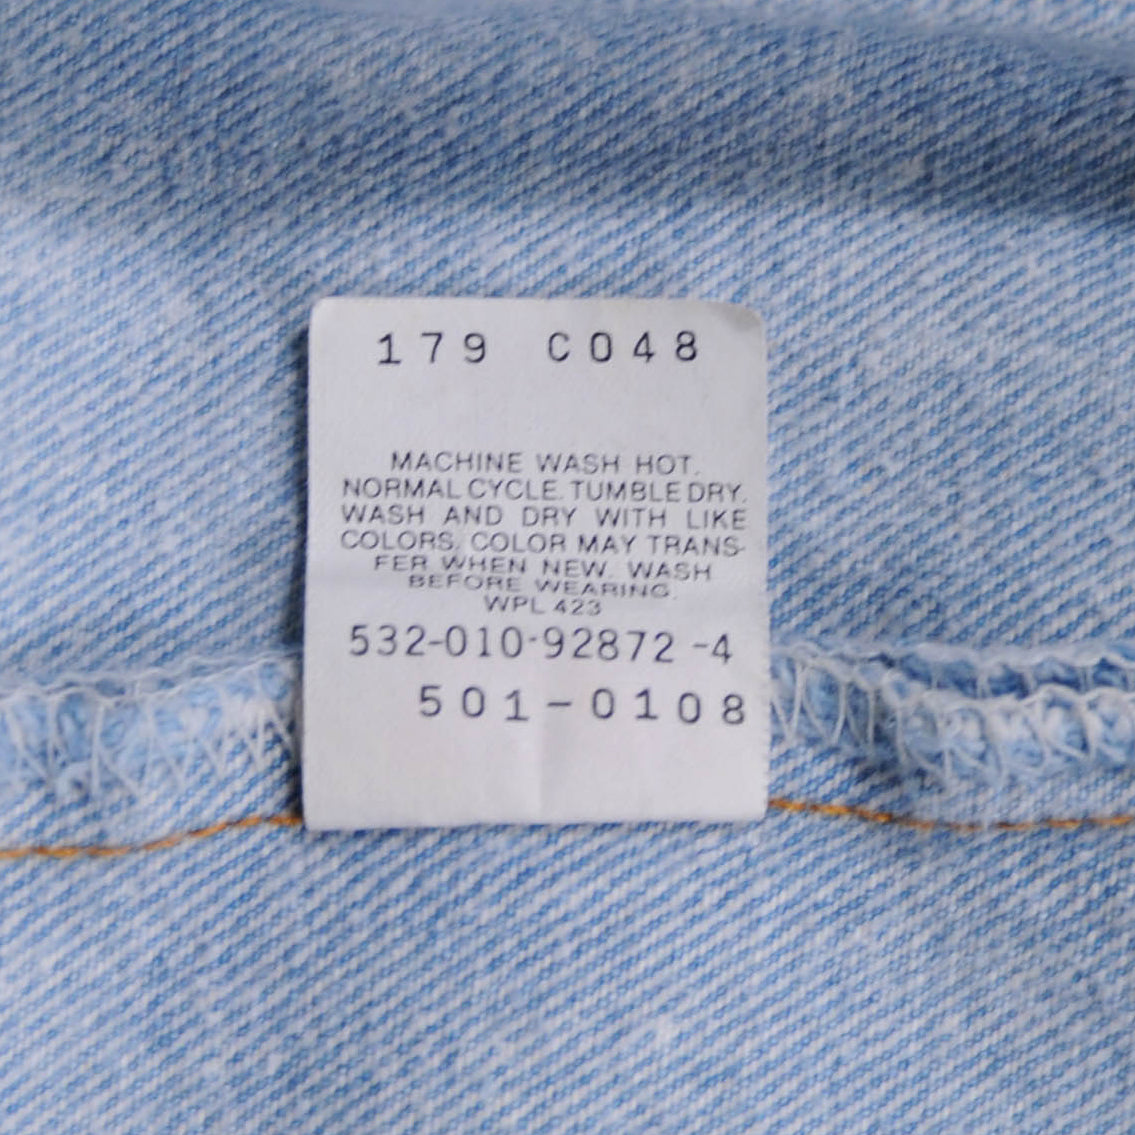 179 C048
MACHINE WASH HOT.
NORMAL CYCLE. TUMBLE DRY.
WASH AND DRY WITH LIKE
COLORS. COLOR MAY TRANS-
FER WHEN NEW. WASH
BEFORE WEARING.
WPL 423
532-010-92872-4
501-0108